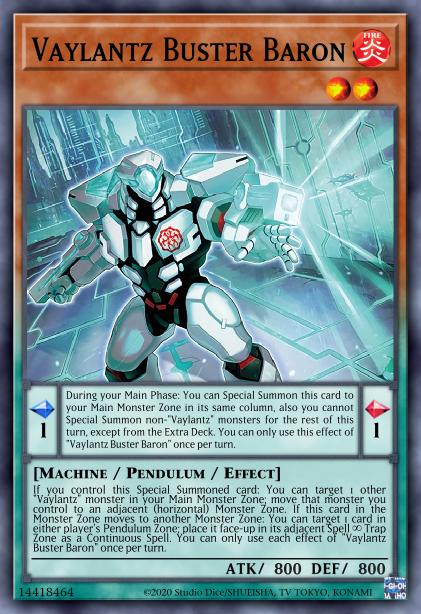 VAYLANTZ BUSTER BARON
FIRE
炎
During your Main Phase: You can Special Summon this card to
your Main Monster Zone in its same column, also you cannot
Special Summon non-"Vaylantz" monsters for the rest of
this turn, except from the Extra Deck. You can only use this effect of
"Vaylantz Buster Baron" once per turn.
1
1
[MACHINE / PENDULUM / EFFECT]
If you control this Special Summoned card: You can target 1 other
"Vaylantz" monster in your Main Monster Zone; move that monster you
control to an adjacent (horizontal) Monster Zone. If this card in the
Monster Zone moves to another Monster Zone: You can target 1 card in
either player's Pendulum Zone; place it face-up in its adjacent Spell ∞ Trap
Zone as a Continuous Spell. You can only use each effect of "Vaylantz
Buster Baron" once per turn.
ATK/ 800 DEF/ 800
14418464
©2020 Studio Dice/SHUEISHA, TV TOKYO, KONAMI